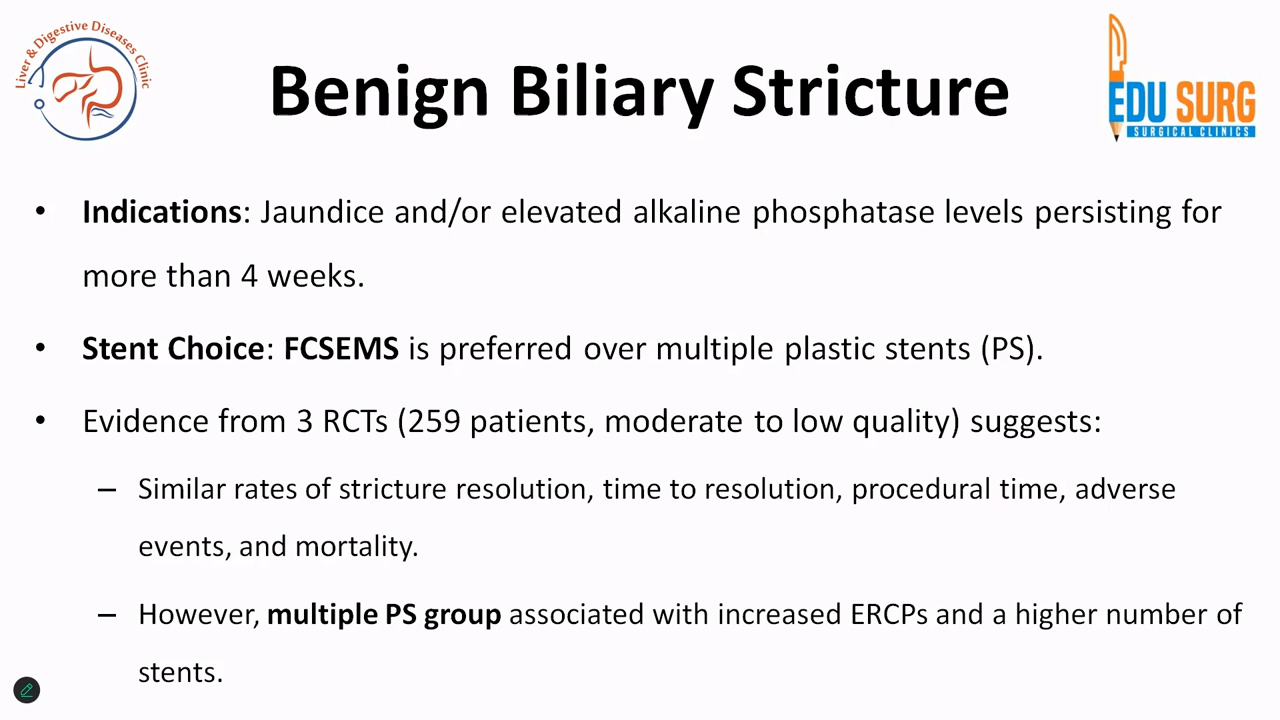 Liver & Digestive Diseases Clinic
Benign Biliary Stricture
EDU SURG
SURGICAL CLINICS
• Indications: Jaundice and/or elevated alkaline phosphatase levels persisting for
more than 4 weeks.
• Stent Choice: FCSEMS is preferred over multiple plastic stents (PS).
• Evidence from 3 RCTs (259 patients, moderate to low quality) suggests:
– Similar rates of stricture resolution, time to resolution, procedural time, adverse
events, and mortality.
– However, multiple PS group associated with increased ERCPs and a higher number of
stents.